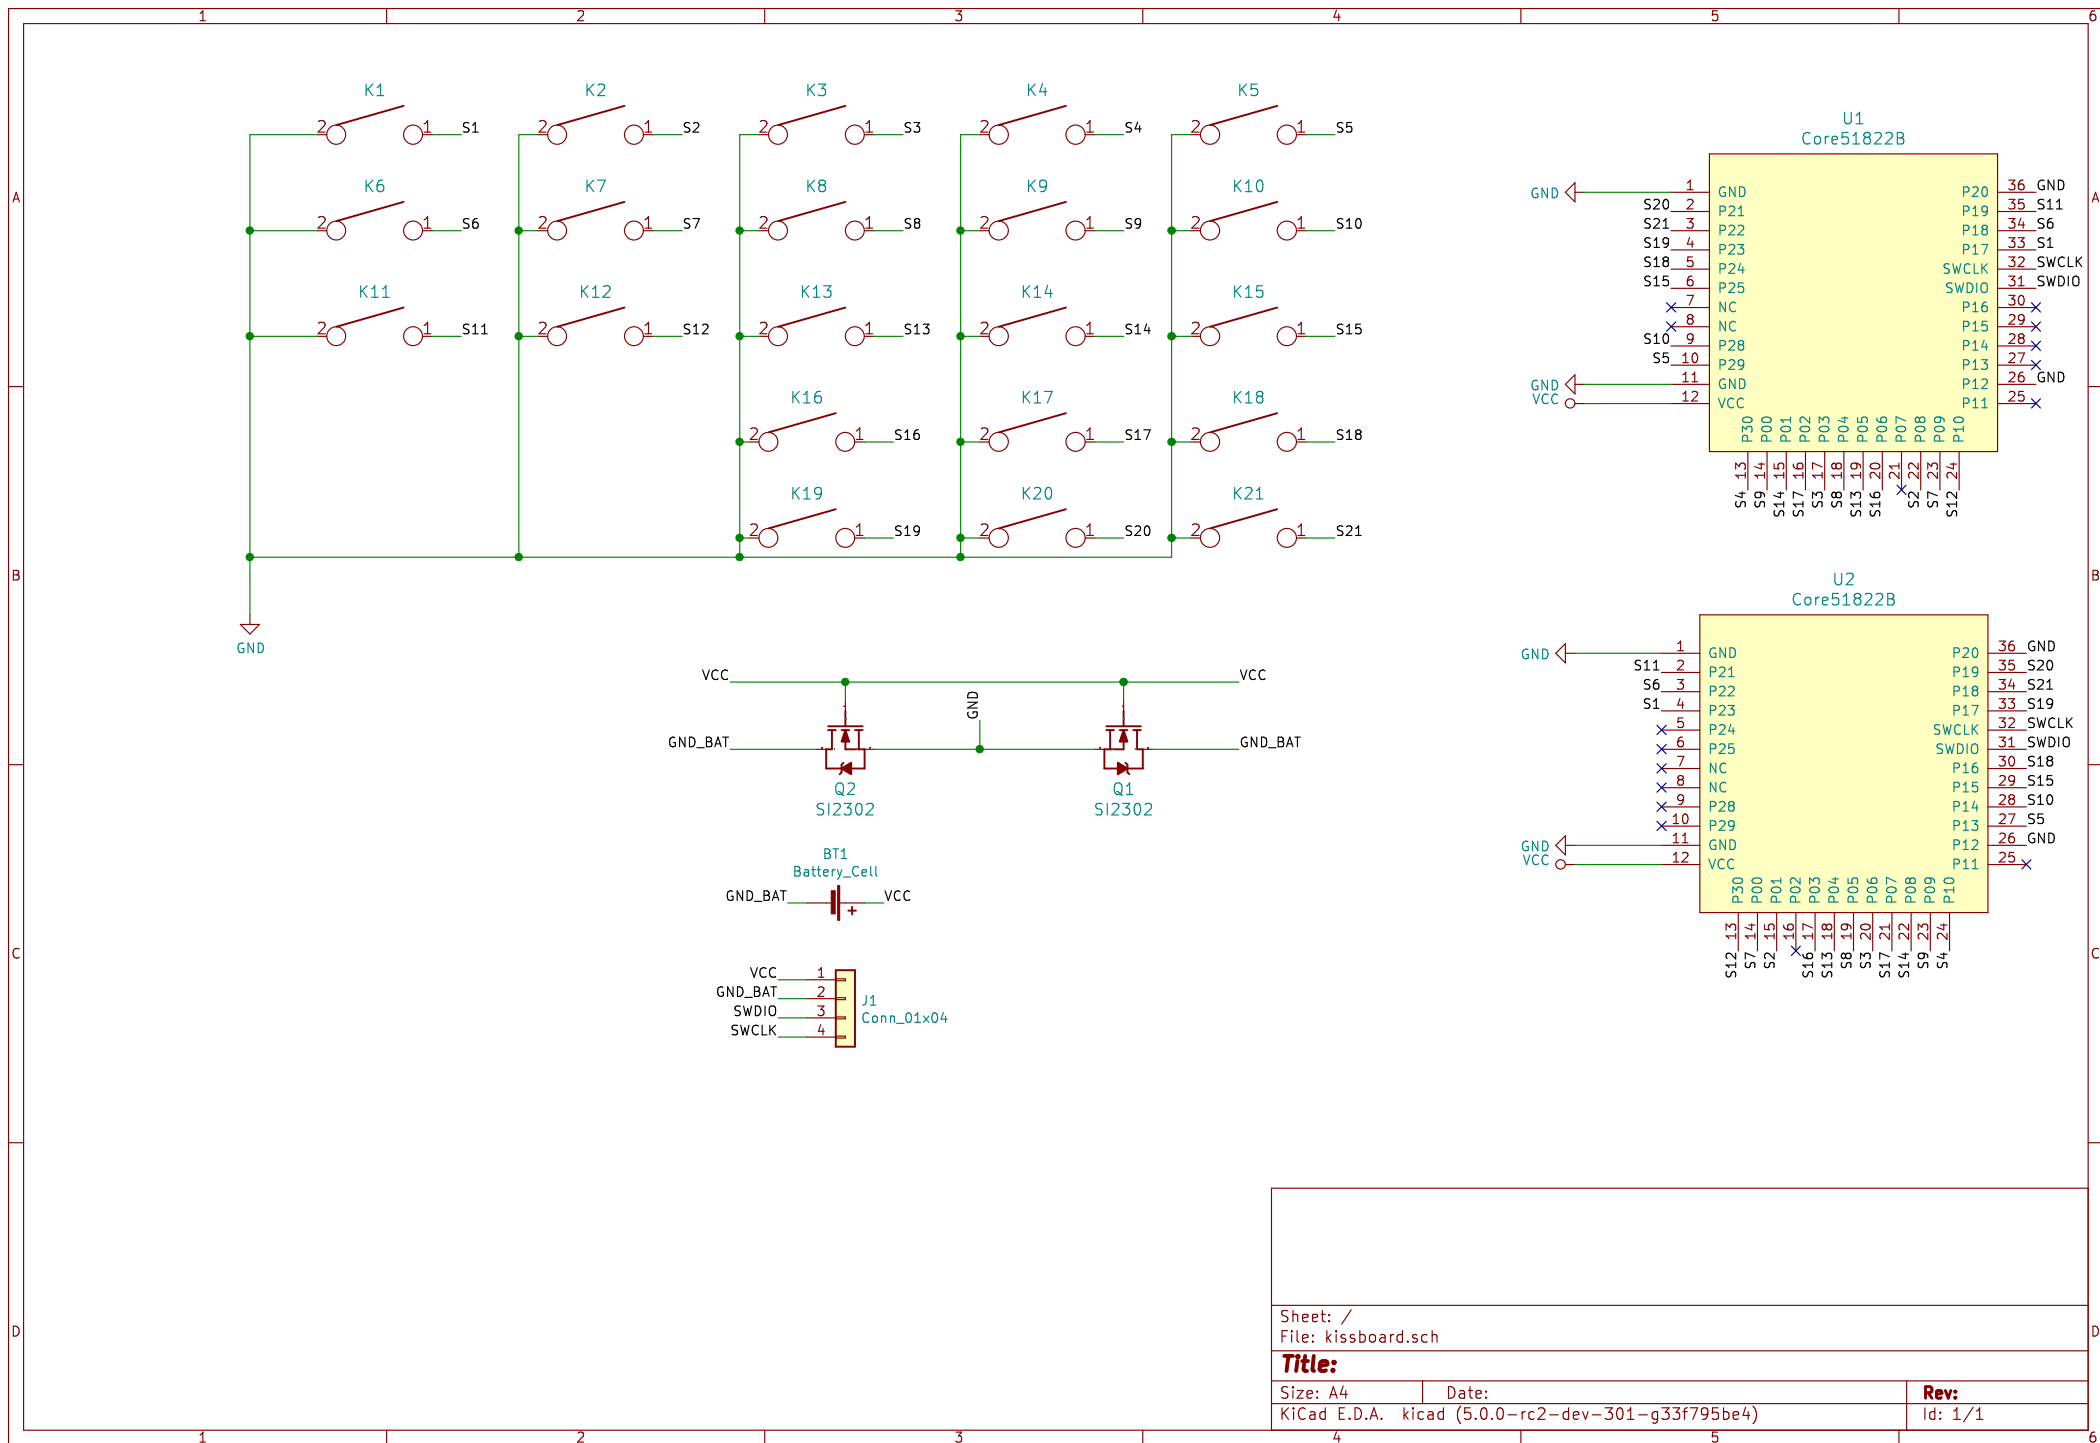 1 2 3 4 5 6
K1 K2 K3 K4 K5
2 1 S1 2 1 S2 2 1 S3 2 1 S4 2 1 S5
K6 K7 K8 K9 K10
A A
2 1 S6 2 1 S7 2 1 S8 2 1 S9 2 1 S10
K11 K12 K13 K14 K15
2 1 S11 2 1 S12 2 1 S13 2 1 S14 2 1 S15
K16 K17 K18
2 1 S16 2 1 S17 2 1 S18
K19 K20 K21
2 1 S19 2 1 S20 2 1 S21
B B
GND
U1
Core51822B
GND 1 GND P20 36 GND
S20 2 P21 P19 35 S11
S21 3 P22 P18 34 S6
S19 4 P23 P17 33 S1
S18 5 P24 SWCLK 32 SWCLK
S15 6 P25 SWDIO 31 SWDIO
7 NC P16 30
8 NC P15 29
S10 9 P28 P14 28
S5 10 P29 P13 27
GND 11 GND P12 26 GND
VCC 12 VCC P11 25
P30 P00 P01 P02 P03 P04 P05 P06 P07 P08 P09 P10
13 14 15 16 17 18 19 20 21 22 23 24
S4 S9 S14 S17 S3 S8 S13 S16 S2 S7 S12
U2
Core51822B
GND 1 GND P20 36 GND
S11 2 P21 P19 35 S20
S6 3 P22 P18 34 S21
S1 4 P23 P17 33 S19
5 P24 SWCLK 32 SWCLK
6 P25 SWDIO 31 SWDIO
7 NC P16 30 S18
8 NC P15 29 S15
9 P28 P14 28 S10
10 P29 P13 27 S5
GND 11 GND P12 26 GND
VCC 12 VCC P11 25
P30 P00 P01 P02 P03 P04 P05 P06 P07 P08 P09 P10
13 14 15 16 17 18 19 20 21 22 23 24
S12 S7 S2 S16 S13 S8 S3 S17 S14 S9 S4
VCC GND VCC
GND_BAT GND_BAT
Q2 Q1
SI2302 SI2302
BT1
Battery_Cell
GND_BAT + VCC
C C
VCC 1
GND_BAT 2
SWDIO 3
SWCLK 4
J1
Conn_01x04
D D
Sheet: /
File: kissboard.sch
Title:
Size: A4 Date: Rev:
KiCad E.D.A. kicad (5.0.0-rc2-dev-301-g33f795be4) Id: 1/1
1 2 3 4 5 6